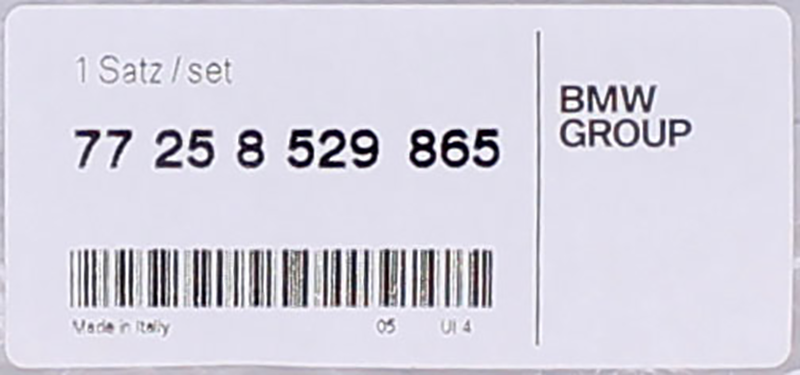 1 Satz / set
77 25 8 529 865
Made in Italy 05 UI 4
BMW
GROUP